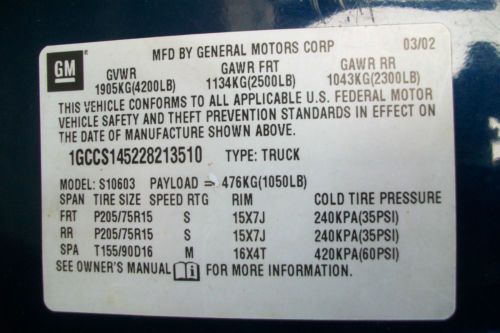 MFD BY GENERAL MOTORS CORP 03/02
GM
GVWR GAWR FRT GAWR RR
1905KG(4200LB) 1134KG(2500LB) 1043KG(2300LB)
THIS VEHICLE CONFORMS TO ALL APPLICABLE U.S. FEDERAL MOTOR
VEHICLE SAFETY AND THEFT PREVENTION STANDARDS IN EFFECT ON
THE DATE OF MANUFACTURE SHOWN ABOVE.
1GCCS145228213510 TYPE: TRUCK
MODEL: S10603 PAYLOAD = 476KG(1050LB)
SPAN TIRE SIZE SPEED RTG RIM COLD TIRE PRESSURE
FRT P205/75R15 S 15X7J 240KPA(35PSI)
RR P205/75R15 S 15X7J 240KPA(35PSI)
SPA T155/90D16 M 16X4T 420KPA(60PSI)
SEE OWNER'S MANUAL FOR MORE INFORMATION.